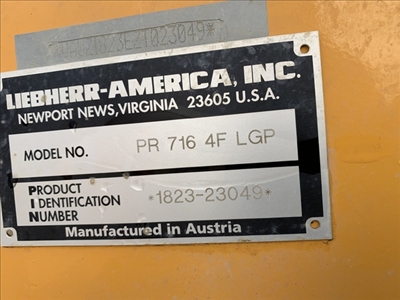 LIEBHERR-AMERICA, INC.
NEWPORT NEWS, VIRGINIA 23605 U.S.A.
MODEL NO. PR 716 4F LGP
PRODUCT
IDENTIFICATION
NUMBER
*1823-23049*
Manufactured in Austria